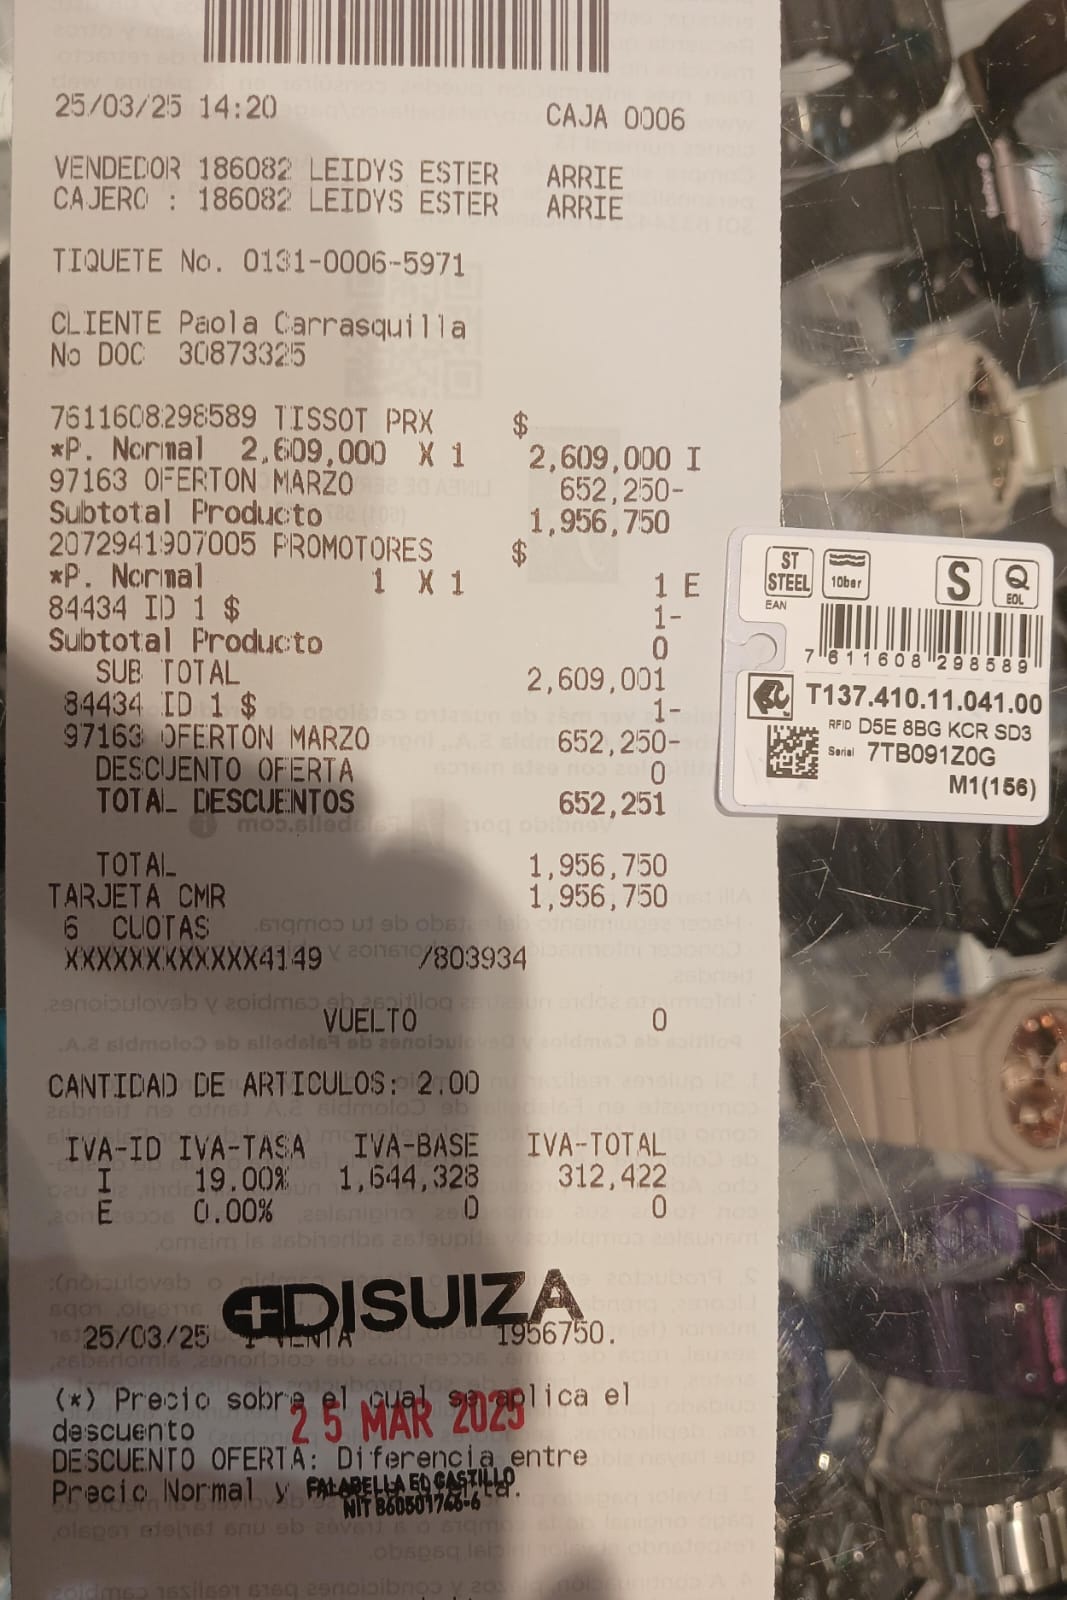 25/03/25 14:20 CAJA 0006
VENDEDOR 186082 LEIDYS ESTER ARRIE
CAJERO : 186082 LEIDYS ESTER ARRIE
TIQUETE No. 0131-0006-5971
CLIENTE Paola Carrasquilla
No DOC 30873325
7611608298589 TISSOT PRX $
*P. Normal 2,609,000 X 1 2,609,000 I
97163 OFERTON MARZO 652,250-
Subtotal Producto 1,956,750
2072941907005 PROMOTORES $
*P. Normal 1 X 1 1 E
84434 ID 1 $ 1-
Subtotal Producto 0
SUB TOTAL 2,609,001
84434 ID 1 $ 1-
97163 OFERTON MARZO 652,250-
DESCUENTO OFERTA 0
TOTAL DESCUENTOS 652,251
TOTAL 1,956,750
TARJETA CMR 1,956,750
6 CUOTAS
XXXXXXXXXXXX4149 /803934
VUELTO 0
CANTIDAD DE ARTICULOS: 2.00
IVA-ID IVA-TASA IVA-BASE IVA-TOTAL
I 19.00% 1,644,328 312,422
E 0.00% 0 0
DISUIZA
25/03/25 VENTA 1956750.
(*) Precio sobre el cual se aplica el
descuento
25 MAR 2025
DESCUENTO OFERTA: Diferencia entre
Precio Normal y
FALABELLA ED CASTILLO
NIT 860501766-6
ST
STEEL
10bar
S
Q
EOL
EAN
7 611608 298589
T137.410.11.041.00
RFID D5E 8BG KCR SD3
Serial 7TB091Z0G
M1(156)